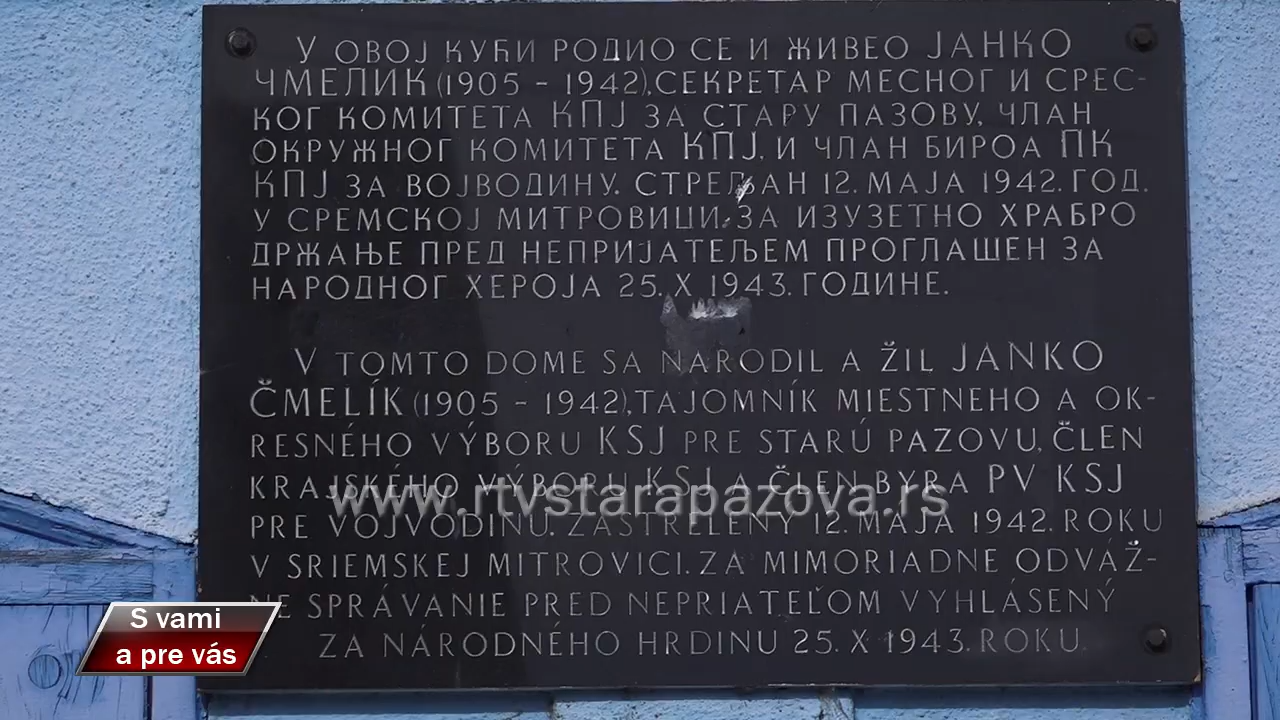 У ОВОЈ КУЋИ РОДИО СЕ И ЖИВЕО ЈАНКО
ЧМЕЛИК (1905 - 1942), СЕКРЕТАР МЕСНОГ И СРЕС-
КОГ КОМИТЕТА КПЈ ЗА СТАРУ ПАЗОВУ, ЧЛАН
ОКРУЖНОГ КОМИТЕТА КПЈ, И ЧЛАН БИРОА ПК
КПЈ ЗА ВОЈВОДИНУ. СТРЕЉАН 12. МАЈА 1942. ГОД.
У СРЕМСКОЈ МИТРОВИЦИ. ЗА ИЗУЗЕТНО ХРАБРО
ДРЖАЊЕ ПРЕД НЕПРИЈАТЕЉЕМ ПРОГЛАШЕН ЗА
НАРОДНОГ ХЕРОЈА 25. X 1943. ГОДИНЕ.
V TOMTO DOME SA NARODIL A ŽIL JANKO
ČMELÍK (1905 - 1942), TAJOMNÍK MIESTNEHO A OK-
RESNÉHO VÝBORU KSJ PRE STARÚ PAZOVU, ČLEN
KRAJSKÉHO VÝBORU KSJ A ČLEN BYRA PV KSJ
www.rtvstarapazova.rs
PRE VOJVODINU. ZASTRELENÝ 12. MAJA 1942. ROKU
V SRIEMSKEJ MITROVICI. ZA MIMORIADNE ODVÁŽ-
NE SPRÁVANIE PRED NEPRIATEĽOM VYHLÁSENÝ
ZA NÁRODNÉHO HRDINU 25. X 1943. ROKU.
S vami
a pre vás